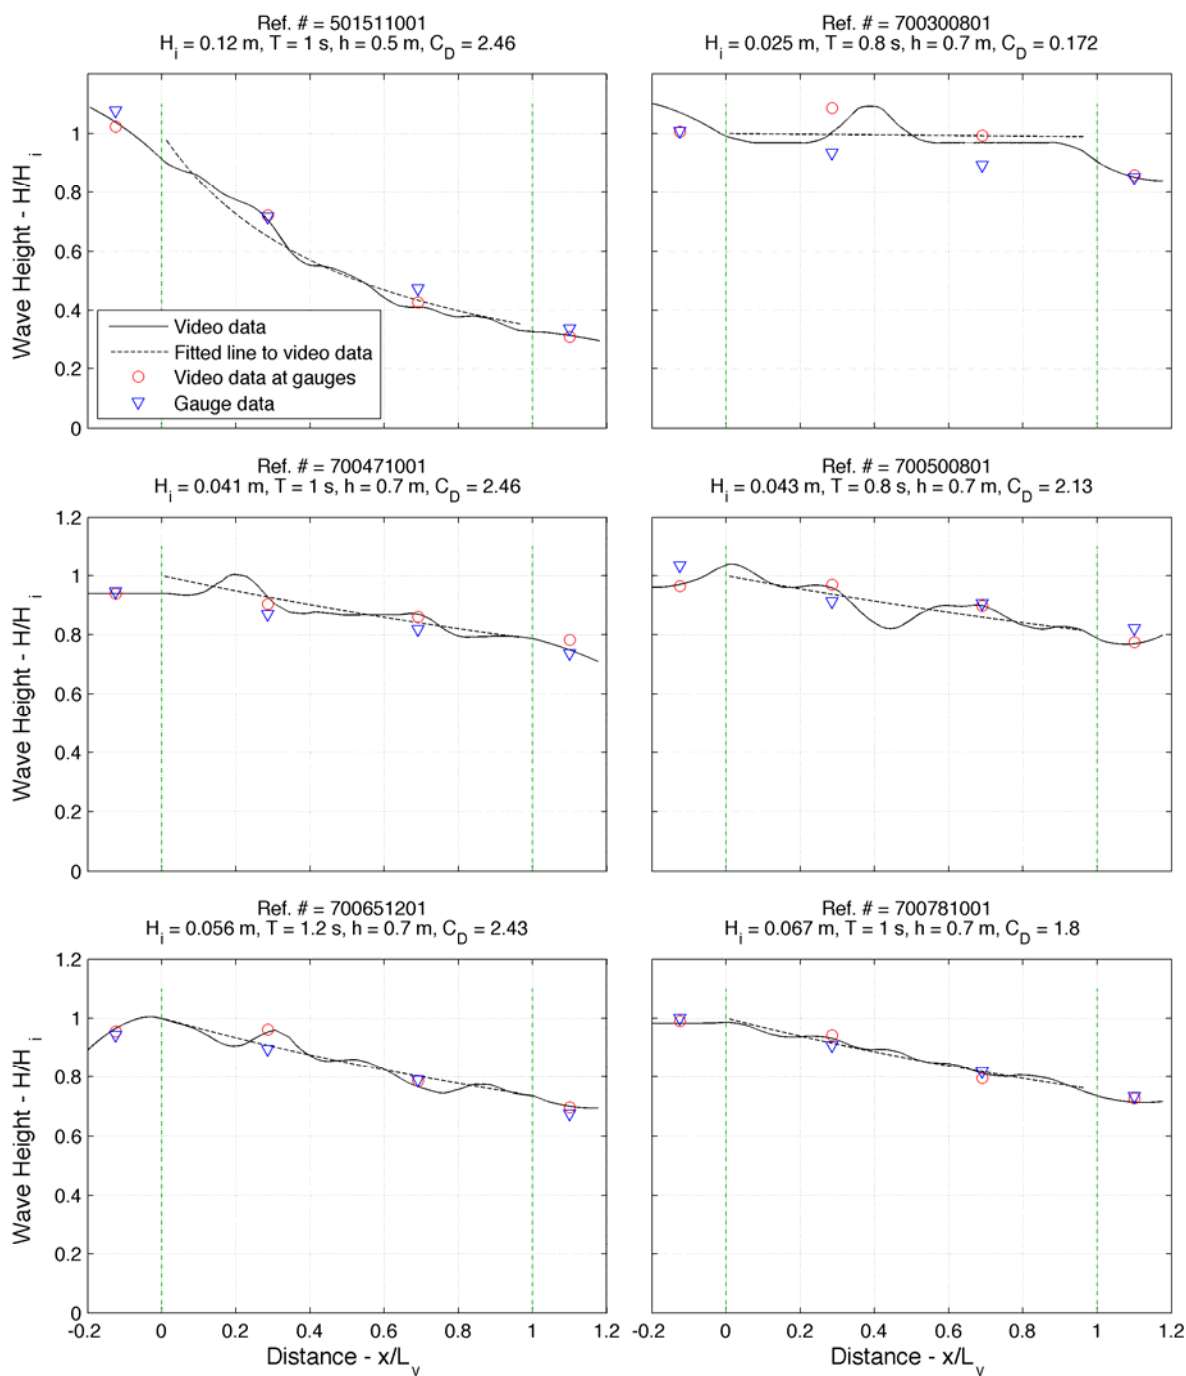 Ref. # = 501511001
H_i = 0.12 m, T = 1 s, h = 0.5 m, C_D = 2.46
Wave Height - H/H_i
1
0.8
0.6
0.4
0.2
0
Video data
Fitted line to video data
Video data at gauges
Gauge data
Ref. # = 700300801
H_i = 0.025 m, T = 0.8 s, h = 0.7 m, C_D = 0.172
Ref. # = 700471001
H_i = 0.041 m, T = 1 s, h = 0.7 m, C_D = 2.46
Wave Height - H/H_i
1.2
1
0.8
0.6
0.4
0.2
0
Ref. # = 700500801
H_i = 0.043 m, T = 0.8 s, h = 0.7 m, C_D = 2.13
Ref. # = 700651201
H_i = 0.056 m, T = 1.2 s, h = 0.7 m, C_D = 2.43
Wave Height - H/H_i
1.2
1
0.8
0.6
0.4
0.2
0
-0.2 0 0.2 0.4 0.6 0.8 1 1.2
Distance - x/L_v
Ref. # = 700781001
H_i = 0.067 m, T = 1 s, h = 0.7 m, C_D = 1.8
-0.2 0 0.2 0.4 0.6 0.8 1 1.2
Distance - x/L_v